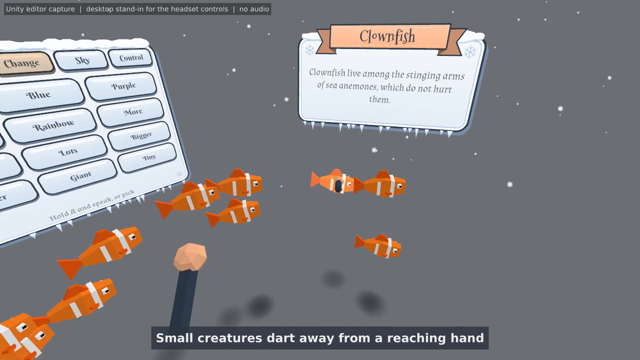 Unity editor capture | desktop stand-in for the headset controls | no audio
Change
Sky
Control
Blue
Purple
Rainbow
More
Lots
Bigger
Giant
Tiny
Hold it and speak, or pick
Clownfish
Clownfish live among the stinging arms
of sea anemones, which do not hurt
them.
Small creatures dart away from a reaching hand